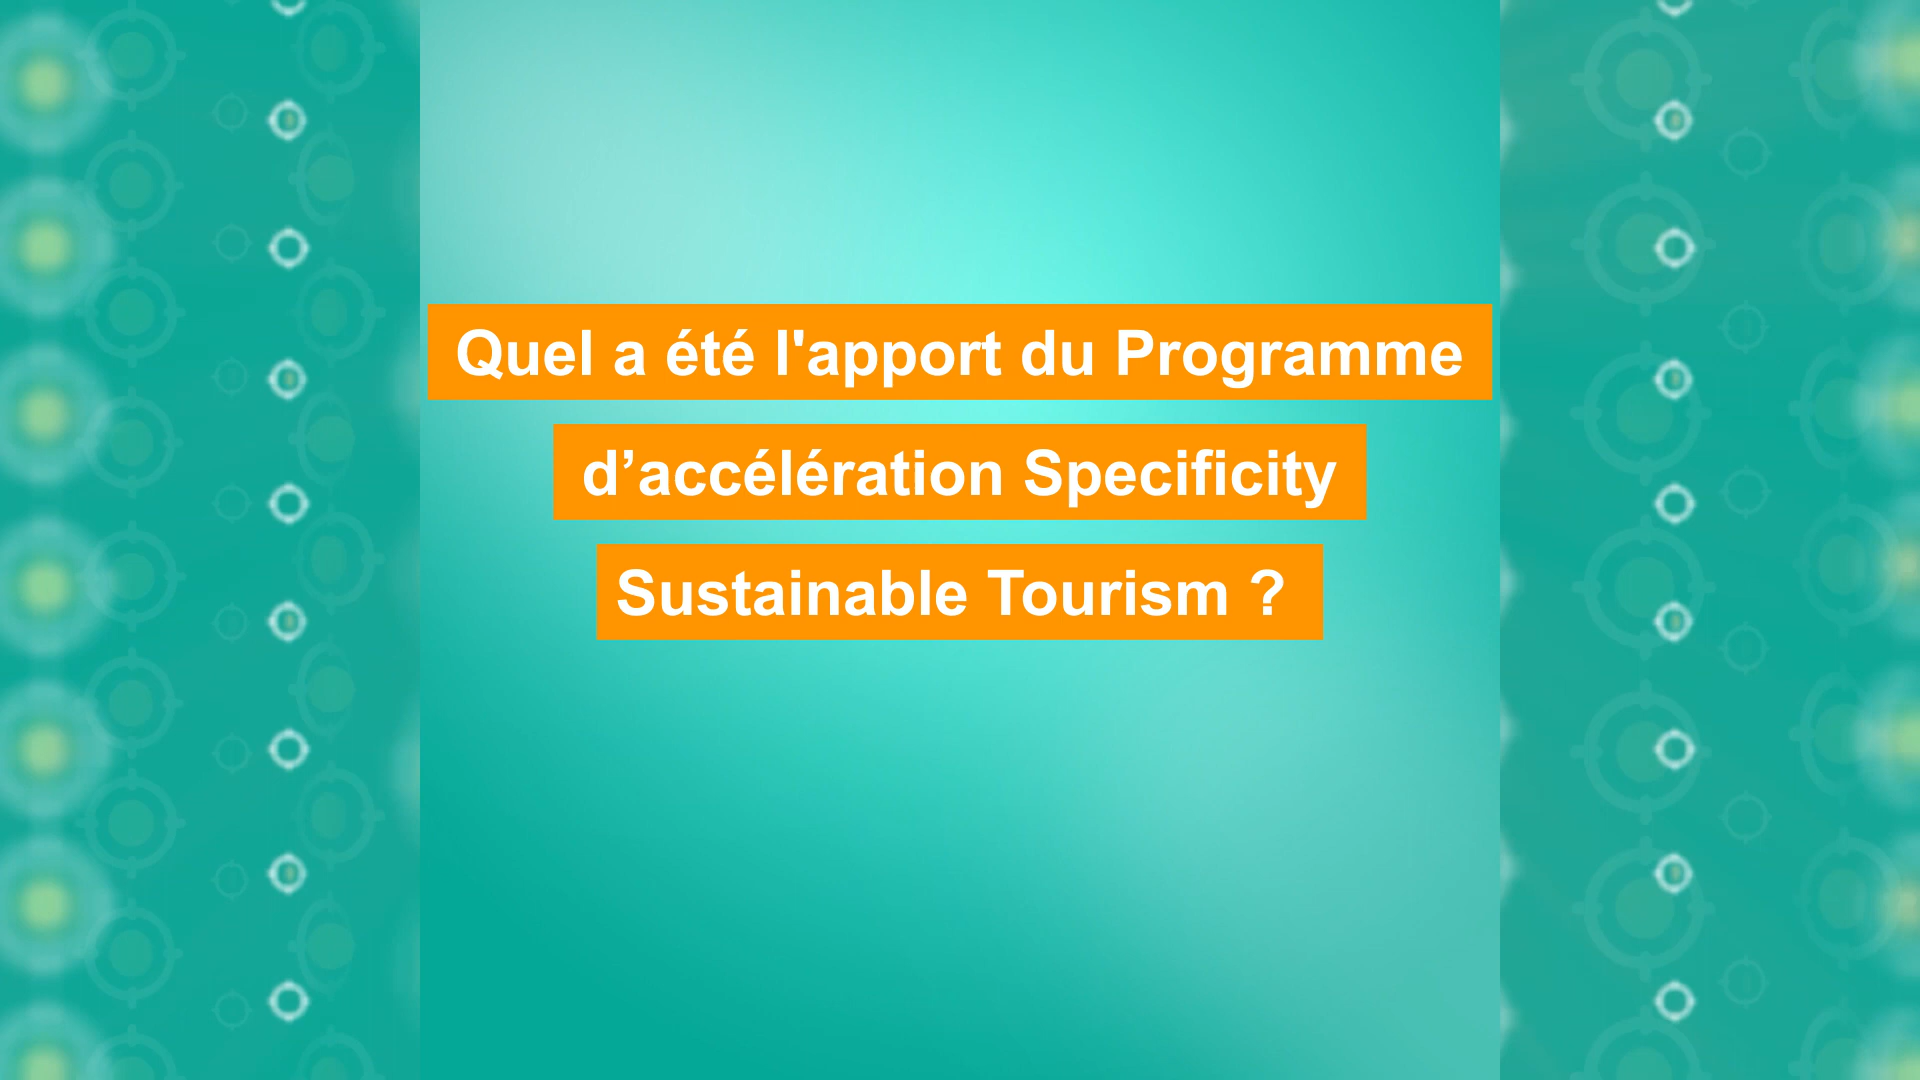 Quel a été l'apport du Programme
d’accélération Specificity
Sustainable Tourism ?